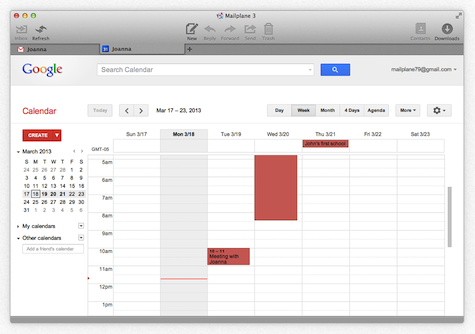 Mailplane 3
Inbox Refresh New Reply Forward Send Trash Contacts Downloads
Joanna Joanna +
Google Search Calendar mailplane79@gmail.com
Calendar Today Mar 17 – 23, 2013 Day Week Month 4 Days Agenda More
CREATE
Sun 3/17 Mon 3/18 Tue 3/19 Wed 3/20 Thu 3/21 Fri 3/22 Sat 3/23
GMT-05
John's first school
March 2013
S M T W T F S
24 25 26 27 28 1 2
3 4 5 6 7 8 9
10 11 12 13 14 15 16
17 18 19 20 21 22 23
24 25 26 27 28 29 30
31 1 2 3 4 5 6
My calendars
Other calendars
Add a friend's calendar
5am
6am
7am
8am
9am
10am
10 – 11
Meeting with
Joanna
11am
12pm
1pm